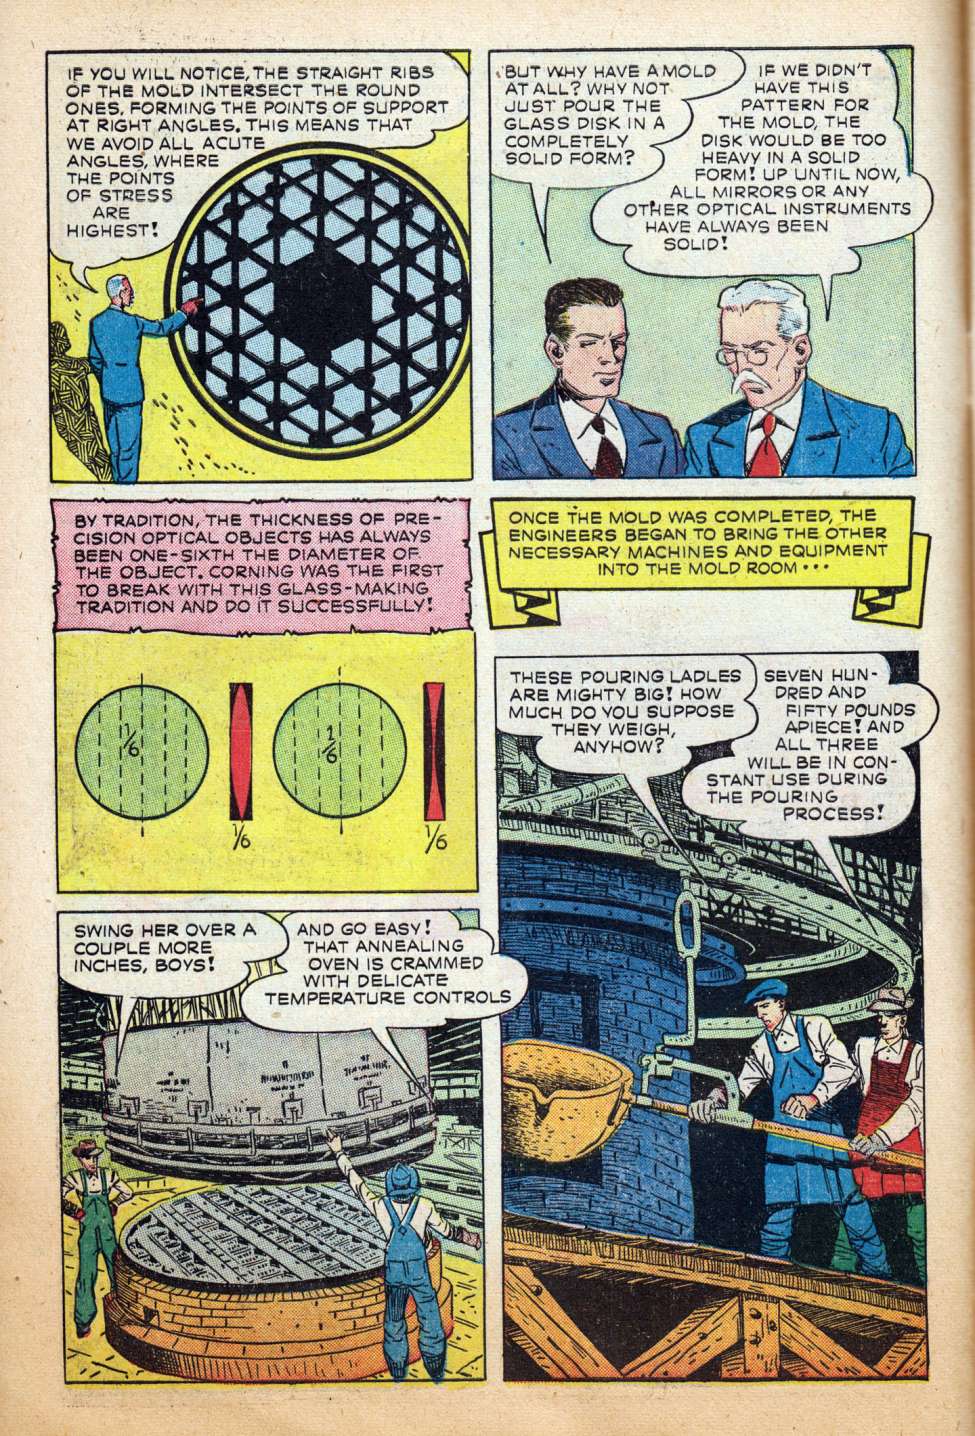 IF YOU WILL NOTICE, THE STRAIGHT RIBS
OF THE MOLD INTERSECT THE ROUND
ONES, FORMING THE POINTS OF SUPPORT
AT RIGHT ANGLES. THIS MEANS THAT
WE AVOID ALL ACUTE
ANGLES, WHERE
THE POINTS
OF STRESS
ARE
HIGHEST!
BUT WHY HAVE A MOLD
AT ALL? WHY NOT
JUST POUR THE
GLASS DISK IN A
COMPLETELY
SOLID FORM?
IF WE DIDN'T
HAVE THIS
PATTERN FOR
THE MOLD, THE
DISK WOULD BE TOO
HEAVY IN A SOLID
FORM! UP UNTIL NOW,
ALL MIRRORS OR ANY
OTHER OPTICAL INSTRUMENTS
HAVE ALWAYS BEEN
SOLID!
BY TRADITION, THE THICKNESS OF PRE-
CISION OPTICAL OBJECTS HAS ALWAYS
BEEN ONE-SIXTH THE DIAMETER OF
THE OBJECT. CORNING WAS THE FIRST
TO BREAK WITH THIS GLASS-MAKING
TRADITION AND DO IT SUCCESSFULLY!
1/6
1/6
1/6
1/6
ONCE THE MOLD WAS COMPLETED, THE
ENGINEERS BEGAN TO BRING THE OTHER
NECESSARY MACHINES AND EQUIPMENT
INTO THE MOLD ROOM...
SWING HER OVER A
COUPLE MORE
INCHES, BOYS!
AND GO EASY!
THAT ANNEALING
OVEN IS CRAMMED
WITH DELICATE
TEMPERATURE CONTROLS
THESE POURING LADLES
ARE MIGHTY BIG! HOW
MUCH DO YOU SUPPOSE
THEY WEIGH,
ANYHOW?
SEVEN HUN-
DRED AND
FIFTY POUNDS
APIECE! AND
ALL THREE
WILL BE IN CON-
STANT USE DURING
THE POURING
PROCESS!